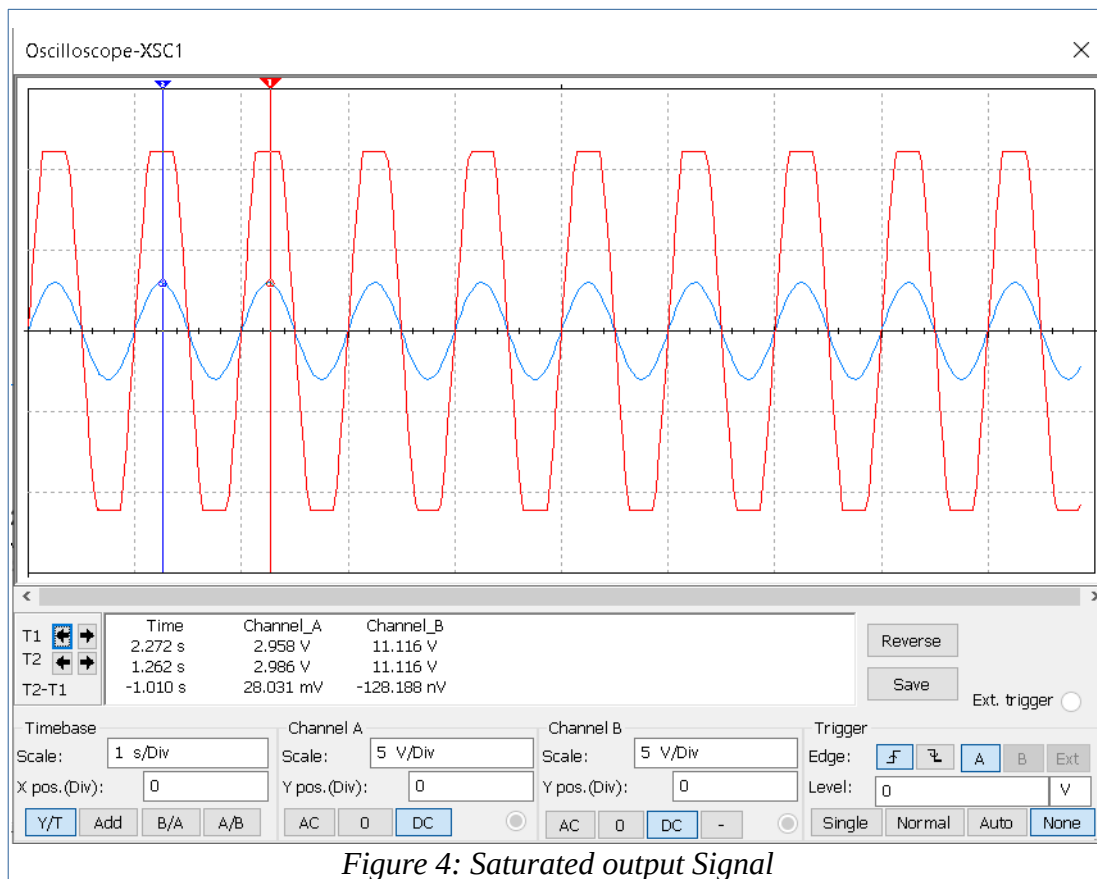 Oscilloscope-XSC1
2
1
Time Channel_A Channel_B
T1 2.272 s 2.958 V 11.116 V
T2 1.262 s 2.986 V 11.116 V
T2-T1 -1.010 s 28.031 mV -128.188 nV
Reverse
Save
Ext. trigger
Timebase
Scale: 1 s/Div
X pos.(Div): 0
Y/T Add B/A A/B
Channel A
Scale: 5 V/Div
Y pos.(Div): 0
AC 0 DC
Channel B
Scale: 5 V/Div
Y pos.(Div): 0
AC 0 DC -
Trigger
Edge: A B Ext
Level: 0 V
Single Normal Auto None
Figure 4: Saturated output Signal